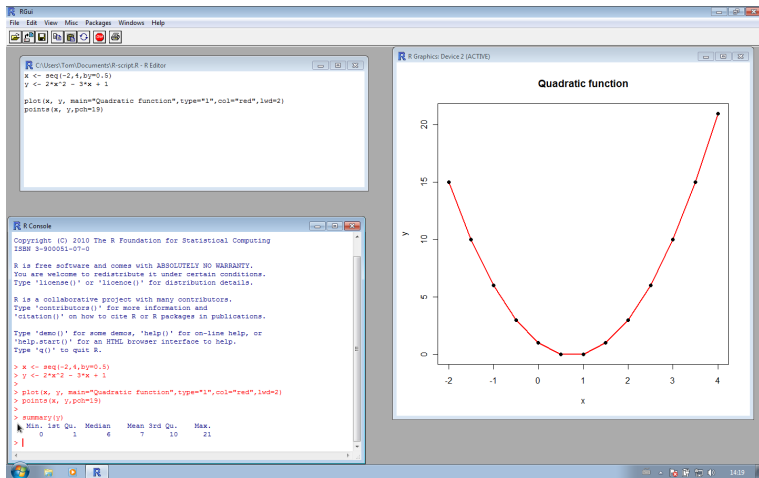 RGui
File Edit View Misc Packages Windows Help
C:\Users\Tom\Documents\R-script.R - R Editor
x <- seq(-2,4,by=0.5)
y <- 2*x^2 - 3*x + 1
plot(x, y, main="Quadratic function",type="l",col="red",lwd=2)
points(x, y,pch=19)
R Console
Copyright (C) 2010 The R Foundation for Statistical Computing
ISBN 3-900051-07-0
R is free software and comes with ABSOLUTELY NO WARRANTY.
You are welcome to redistribute it under certain conditions.
Type 'license()' or 'licence()' for distribution details.
R is a collaborative project with many contributors.
Type 'contributors()' for more information and
'citation()' on how to cite R or R packages in publications.
Type 'demo()' for some demos, 'help()' for on-line help, or
'help.start()' for an HTML browser interface to help.
Type 'q()' to quit R.
> x <- seq(-2,4,by=0.5)
> y <- 2*x^2 - 3*x + 1
>
> plot(x, y, main="Quadratic function",type="l",col="red",lwd=2)
> points(x, y,pch=19)
>
> summary(y)
Min. 1st Qu. Median Mean 3rd Qu. Max.
0 1 6 7 10 21
>
R Graphics: Device 2 (ACTIVE)
Quadratic function
20
15
10
5
0
y
-2 -1 0 1 2 3 4
x
14:19